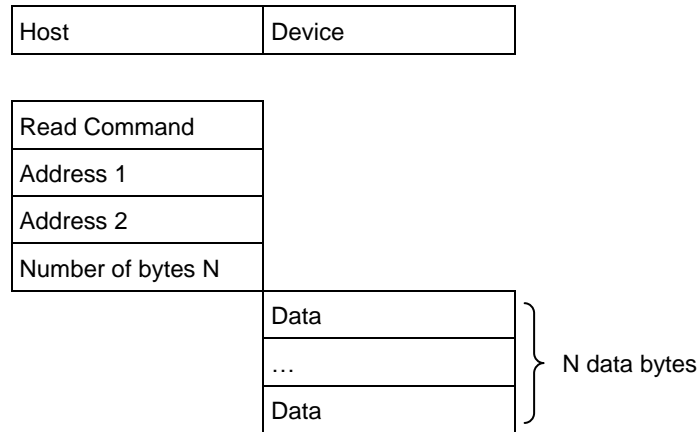 Host Device
Read Command
Address 1
Address 2
Number of bytes N
Data
…
N data bytes
Data